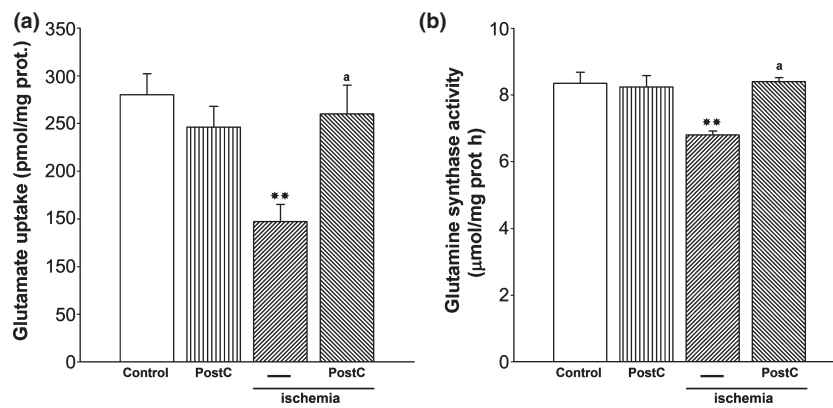 (a)
Glutamate uptake (pmol/mg prot.)
350
300
250
200
150
150
50
0
Control PostC — PostC
ischemia
**
a
(b)
Glutamine synthase activity
(μmol/mg prot h)
10
8
6
4
2
0
Control PostC — PostC
ischemia
**
a